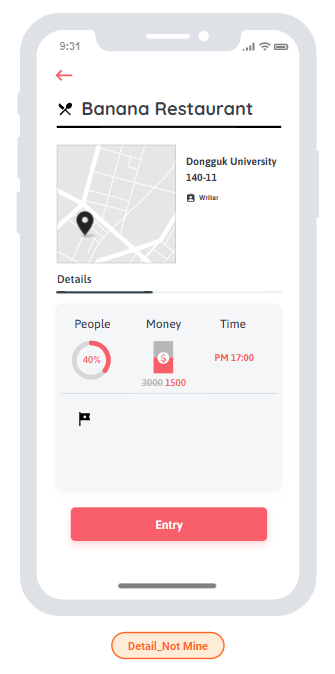 9:31
Banana Restaurant
Dongguk University
140-11
Writer
Details
People Money Time
40%
$
PM 17:00
3000 1500
Entry
Detail_Not Mine